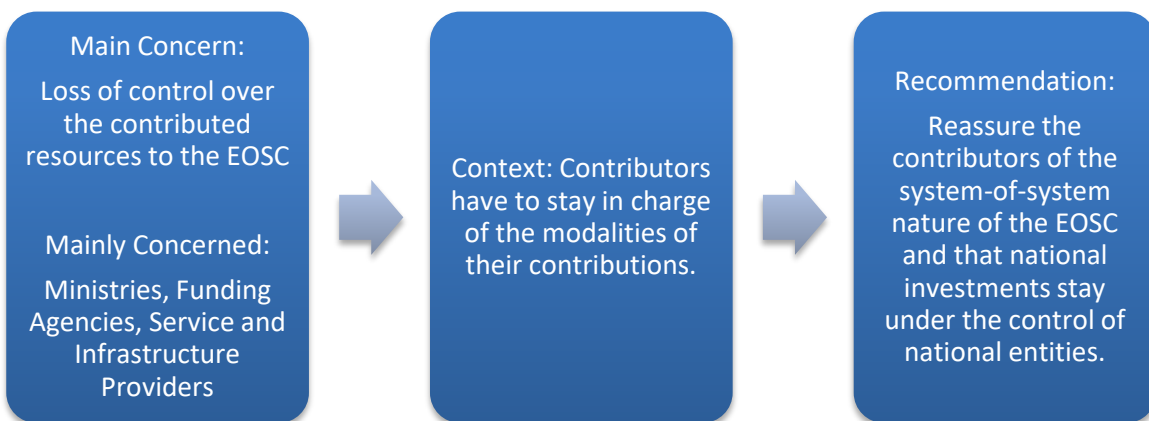 Main Concern:
Loss of control over
the contributed
resources to the EOSC
Mainly Concerned:
Ministries, Funding
Agencies, Service and
Infrastructure
Providers
Context: Contributors
have to stay in charge
of the modalities of
their contributions.
Recommendation:
Reassure the
contributors of the
system-of-system
nature of the EOSC
and that national
investments stay
under the control of
national entities.